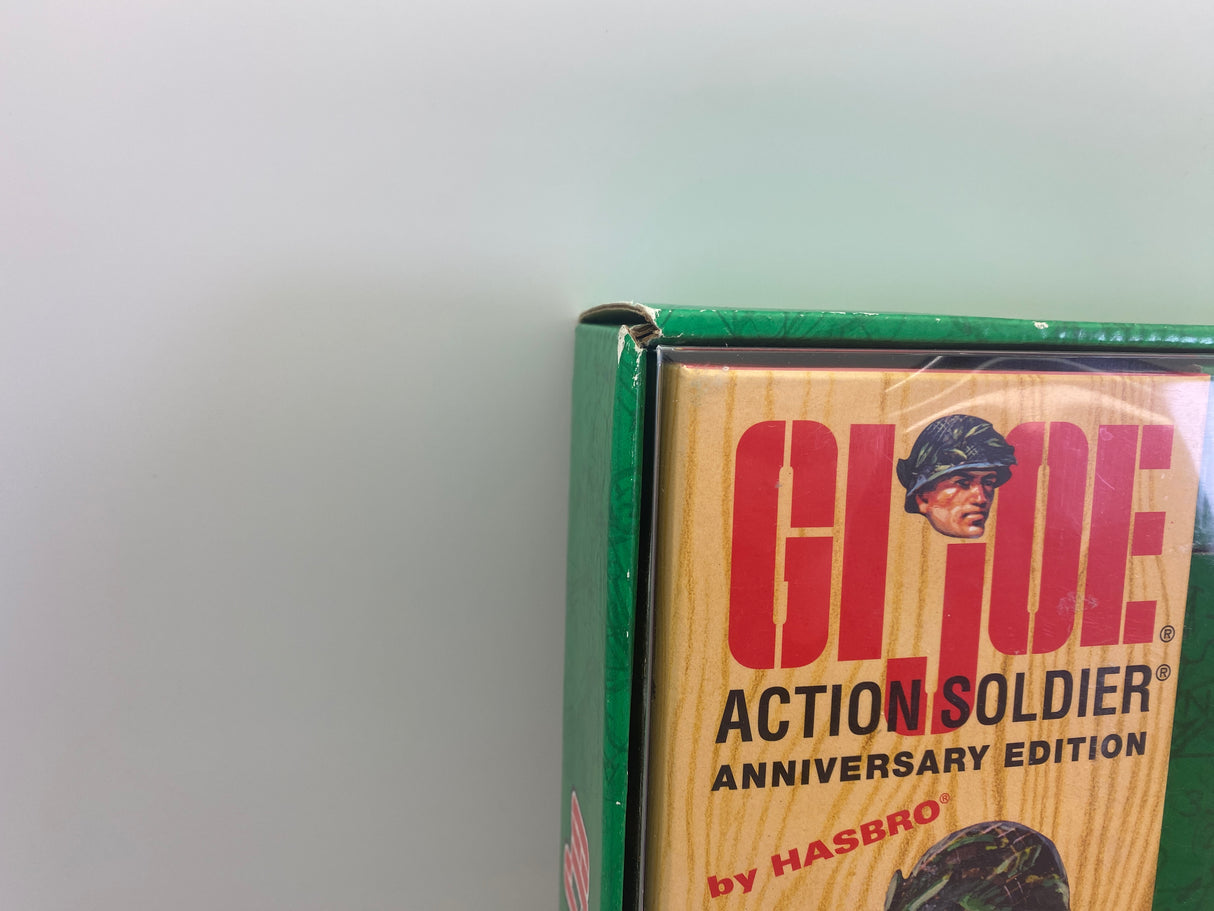 GI JOE®
ACTION SOLDIER®
ANNIVERSARY EDITION
by HASBRO®